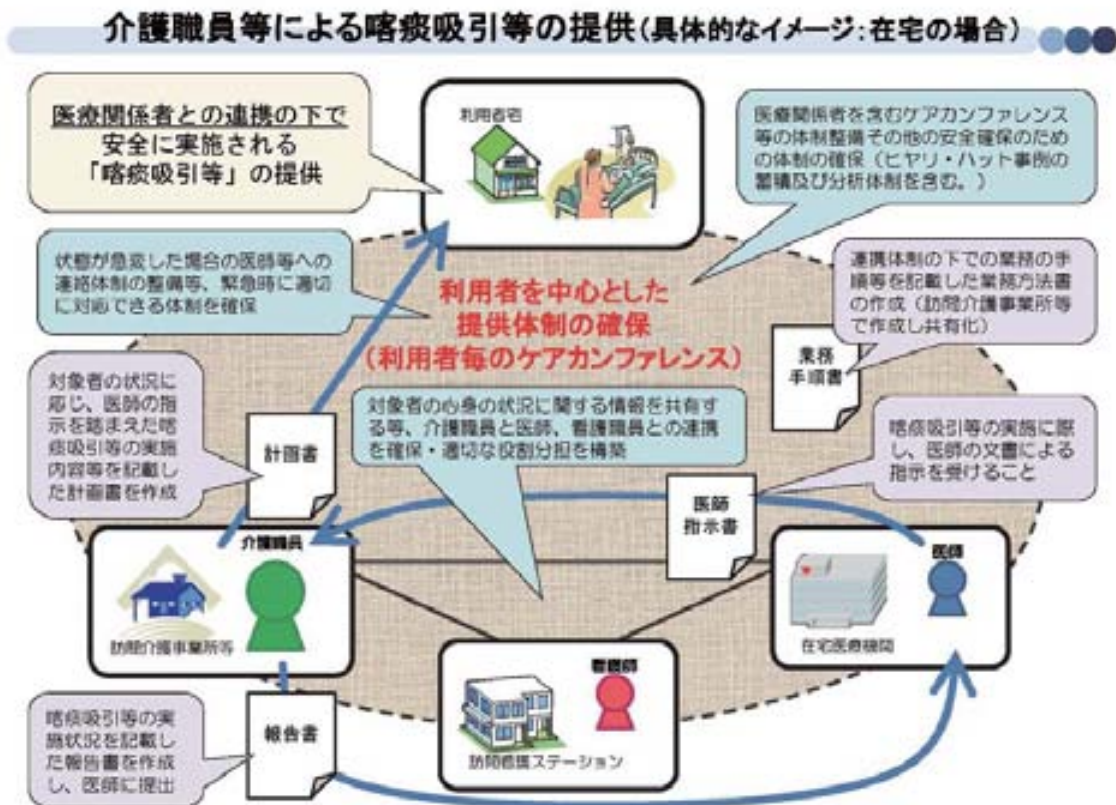 介護職員等による喀痰吸引等の提供(具体的なイメージ:在宅の場合)
医療関係者との連携の下で
安全に実施される
「喀痰吸引等」の提供
利用者宅
医療関係者を含むケアカンファレンス
等の体制整備その他の安全確保のため
の体制の確保(ヒヤリ・ハット事例の
蓄積及び分析体制を含む。)
状態が急変した場合の医師等への
連絡体制の整備等、緊急時に適切
に対応できる体制を確保
利用者を中心とした
提供体制の確保
(利用者毎のケアカンファレンス)
連携体制の下での業務の手
順等を記載した業務方法書
の作成(訪問介護事業所等
で作成し共有化)
業務
手順書
対象者の状況に
応じ、医師の指
示を踏まえた喀
痰吸引等の実施
内容等を記載し
た計画書を作成
計画書
対象者の心身の状況に関する情報を共有す
る等、介護職員と医師、看護職員との連携
を確保・適切な役割分担を構築
喀痰吸引等の実施に際
し、医師の文書による
指示を受けること
医師
指示書
介護職員
訪問介護事業所等
医師
在宅医療機関
看護師
訪問看護ステーション
喀痰吸引等の実
施状況を記載し
た報告書を作成
し、医師に提出
報告書